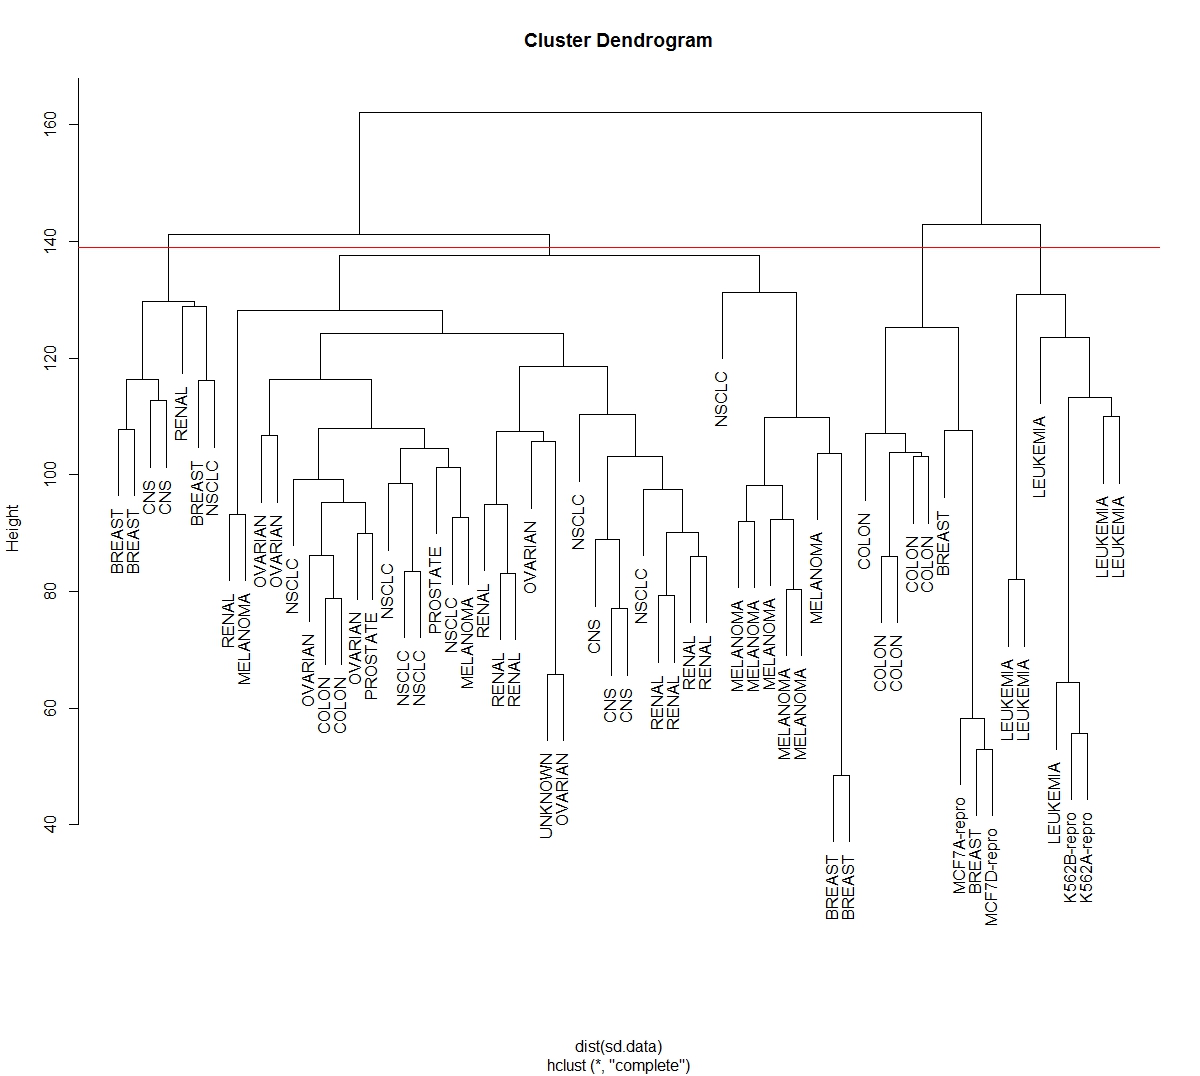 Cluster Dendrogram
Height
160
140
120
100
80
60
40
BREAST
BREAST
CNS
CNS
RENAL
BREAST
NSCLC
RENAL
MELANOMA
OVARIAN
OVARIAN
NSCLC
OVARIAN
COLON
COLON
OVARIAN
PROSTATE
NSCLC
NSCLC
NSCLC
PROSTATE
NSCLC
MELANOMA
RENAL
RENAL
RENAL
OVARIAN
UNKNOWN
OVARIAN
NSCLC
CNS
CNS
CNS
NSCLC
RENAL
RENAL
RENAL
RENAL
NSCLC
MELANOMA
MELANOMA
MELANOMA
MELANOMA
MELANOMA
MELANOMA
BREAST
BREAST
COLON
COLON
COLON
COLON
COLON
BREAST
MCF7A-repro
BREAST
MCF7D-repro
LEUKEMIA
LEUKEMIA
LEUKEMIA
LEUKEMIA
K562B-repro
K562A-repro
LEUKEMIA
LEUKEMIA
dist(sd.data)
hclust (*, "complete")